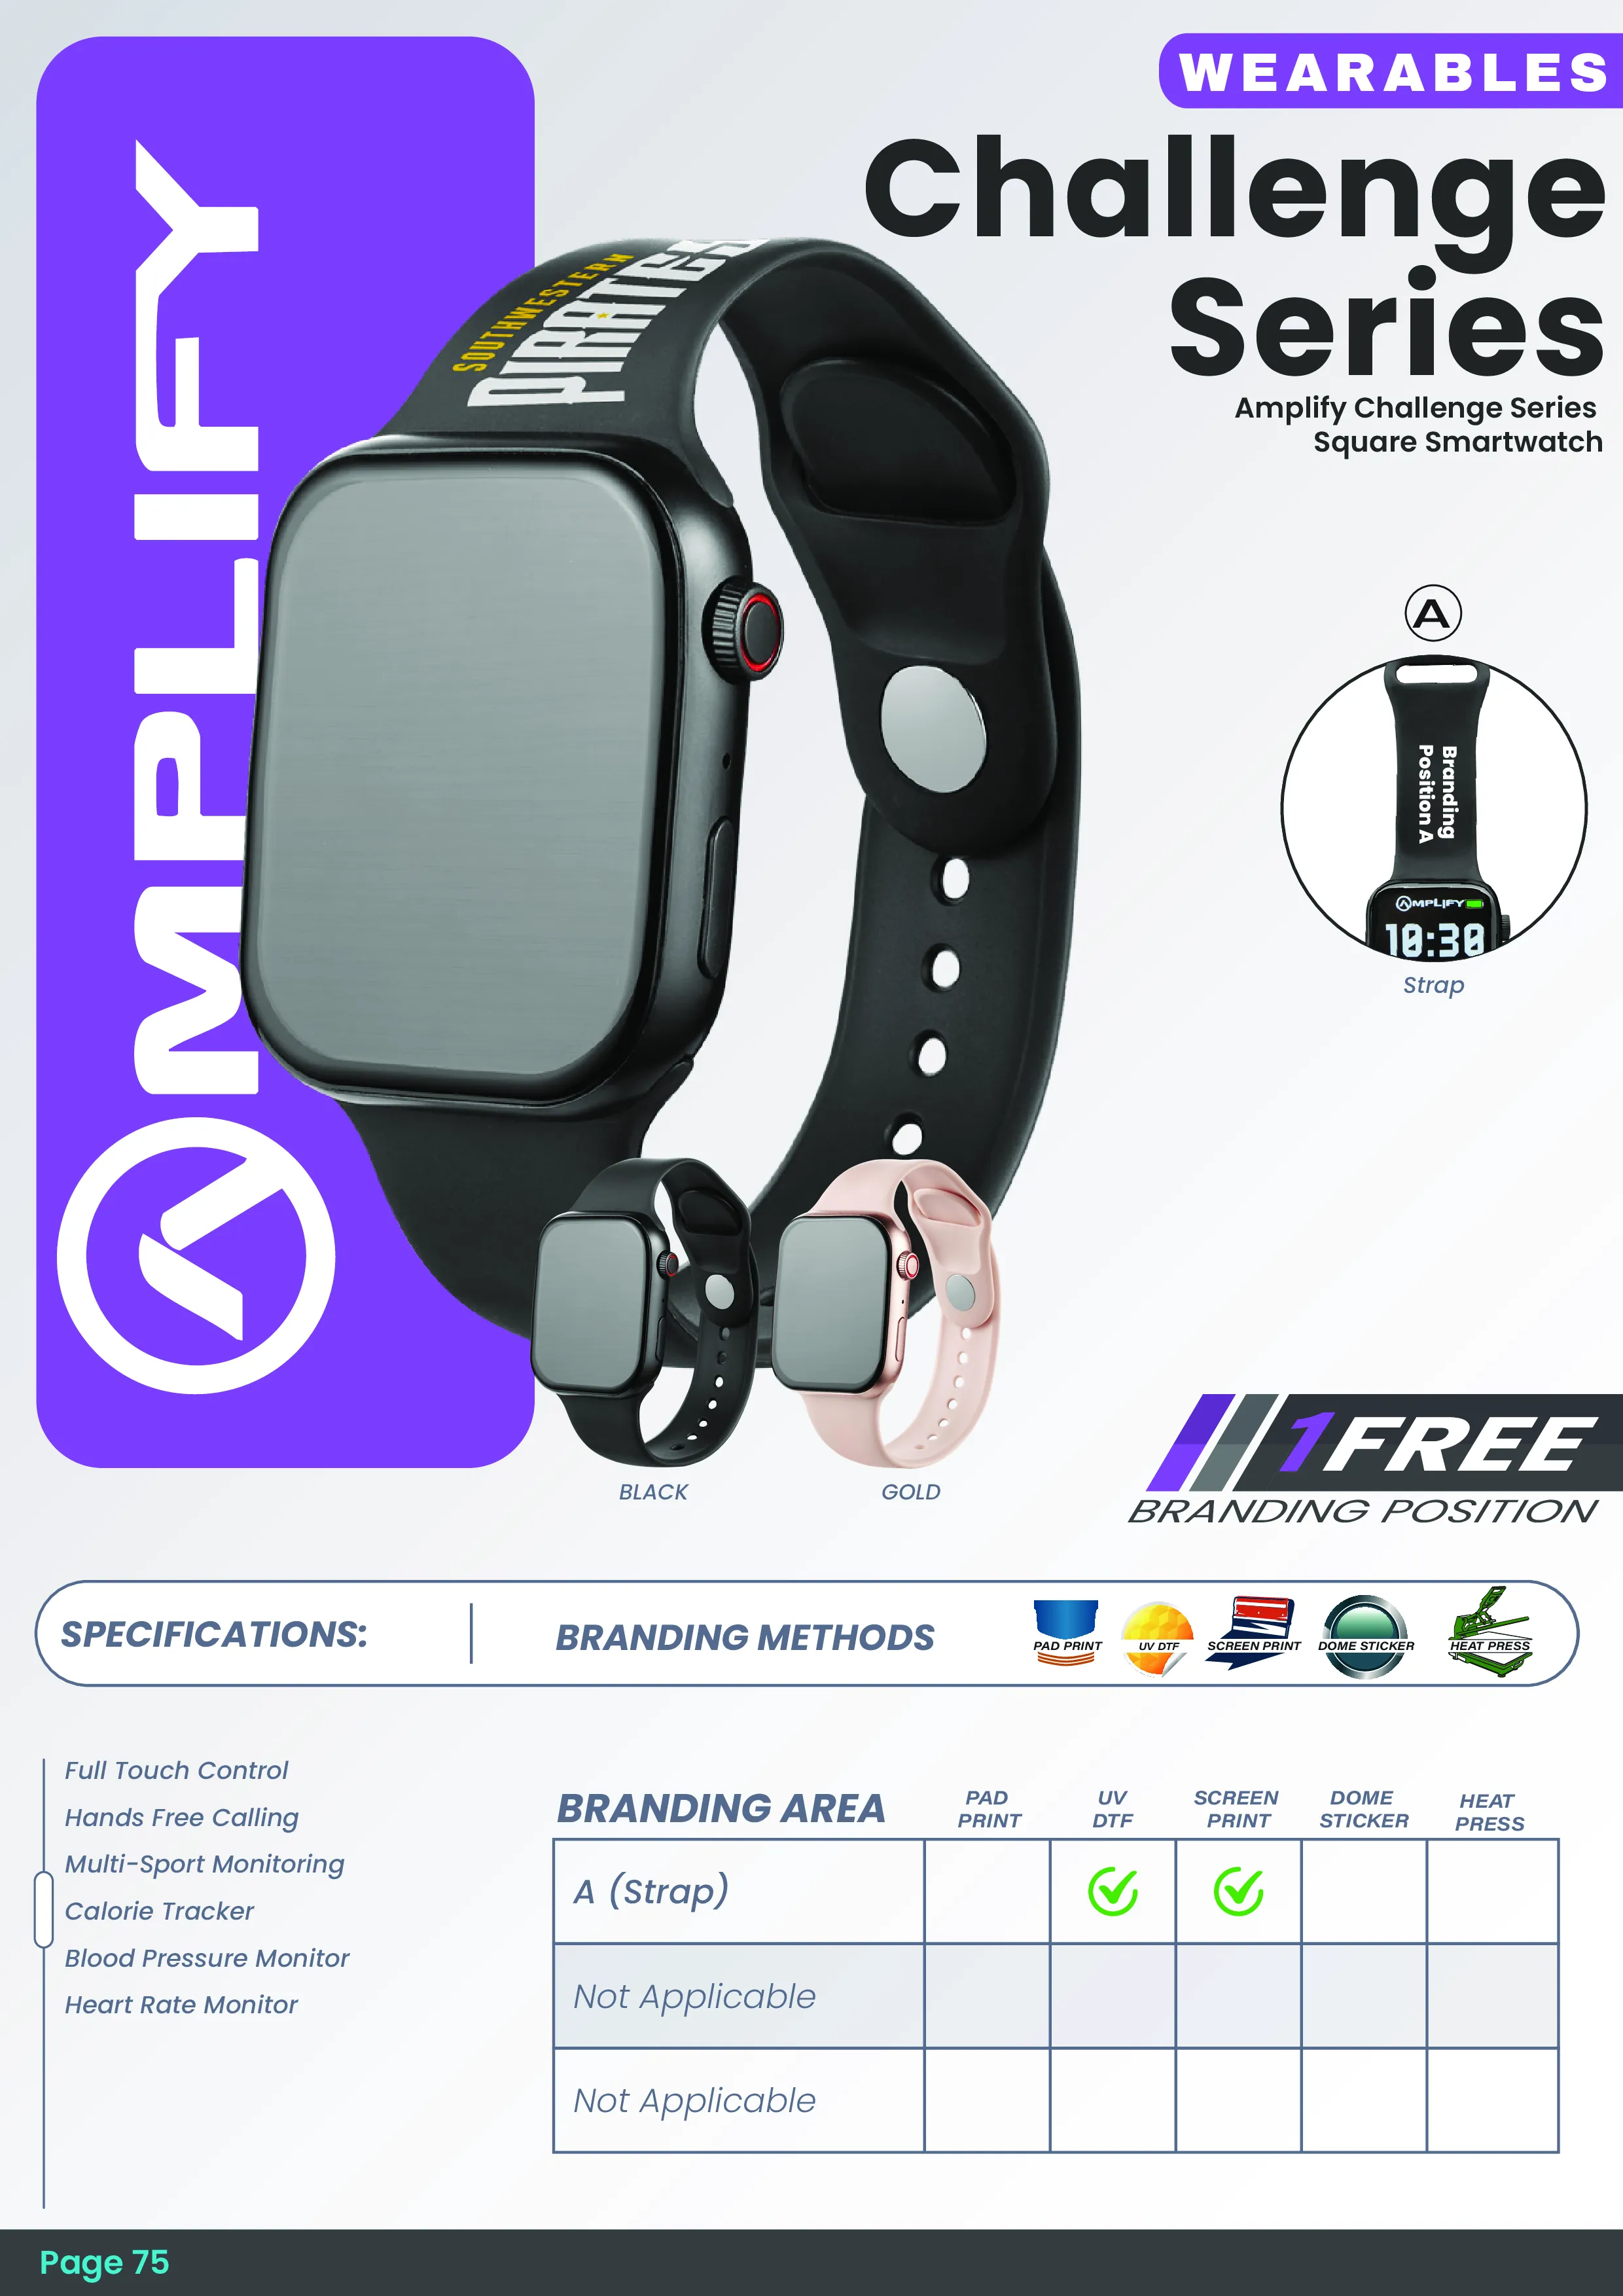 WEARABLES
Challenge
Series
Amplify Challenge Series
Square Smartwatch
AMPLIFY
SOUTHWESTERN
PIRATES
A
Branding
Position A
AMPLIFY
10:30
Strap
BLACK
GOLD
1FREE
BRANDING POSITION
SPECIFICATIONS:
BRANDING METHODS
PAD PRINT
UV DTF
SCREEN PRINT
DOME STICKER
HEAT PRESS
Full Touch Control
Hands Free Calling
Multi-Sport Monitoring
Calorie Tracker
Blood Pressure Monitor
Heart Rate Monitor
BRANDING AREA
PAD
PRINT
UV
DTF
SCREEN
PRINT
DOME
STICKER
HEAT
PRESS
A (Strap)
Not Applicable
Not Applicable
Page 75